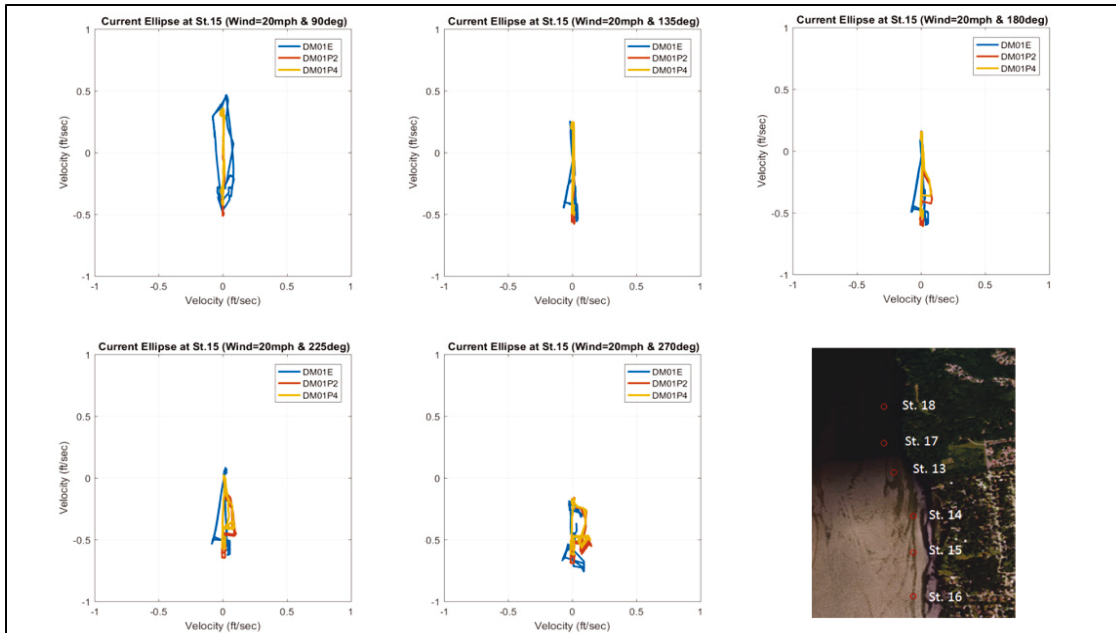 Current Ellipse at St.15 (Wind=20mph & 90deg)
1
0.5
0
-0.5
-1
-1
-0.5
0
0.5
1
Velocity (ft/sec)
Velocity (ft/sec)
DM01E
DM01P2
DM01P4
Current Ellipse at St.15 (Wind=20mph & 135deg)
1
0.5
0
-0.5
-1
-1
-0.5
0
0.5
1
Velocity (ft/sec)
Velocity (ft/sec)
DM01E
DM01P2
DM01P4
Current Ellipse at St.15 (Wind=20mph & 180deg)
1
0.5
0
-0.5
-1
-1
-0.5
0
0.5
1
Velocity (ft/sec)
Velocity (ft/sec)
DM01E
DM01P2
DM01P4
Current Ellipse at St.15 (Wind=20mph & 225deg)
1
0.5
0
-0.5
-1
-1
-0.5
0
0.5
1
Velocity (ft/sec)
Velocity (ft/sec)
DM01E
DM01P2
DM01P4
Current Ellipse at St.15 (Wind=20mph & 270deg)
1
0.5
0
0.5
-1
-1
-0.5
0
0.5
1
Velocity (ft/sec)
Velocity (ft/sec)
DM01E
DM01P2
DM01P4
St. 18
St. 17
St. 13
St. 14
St. 15
St. 16